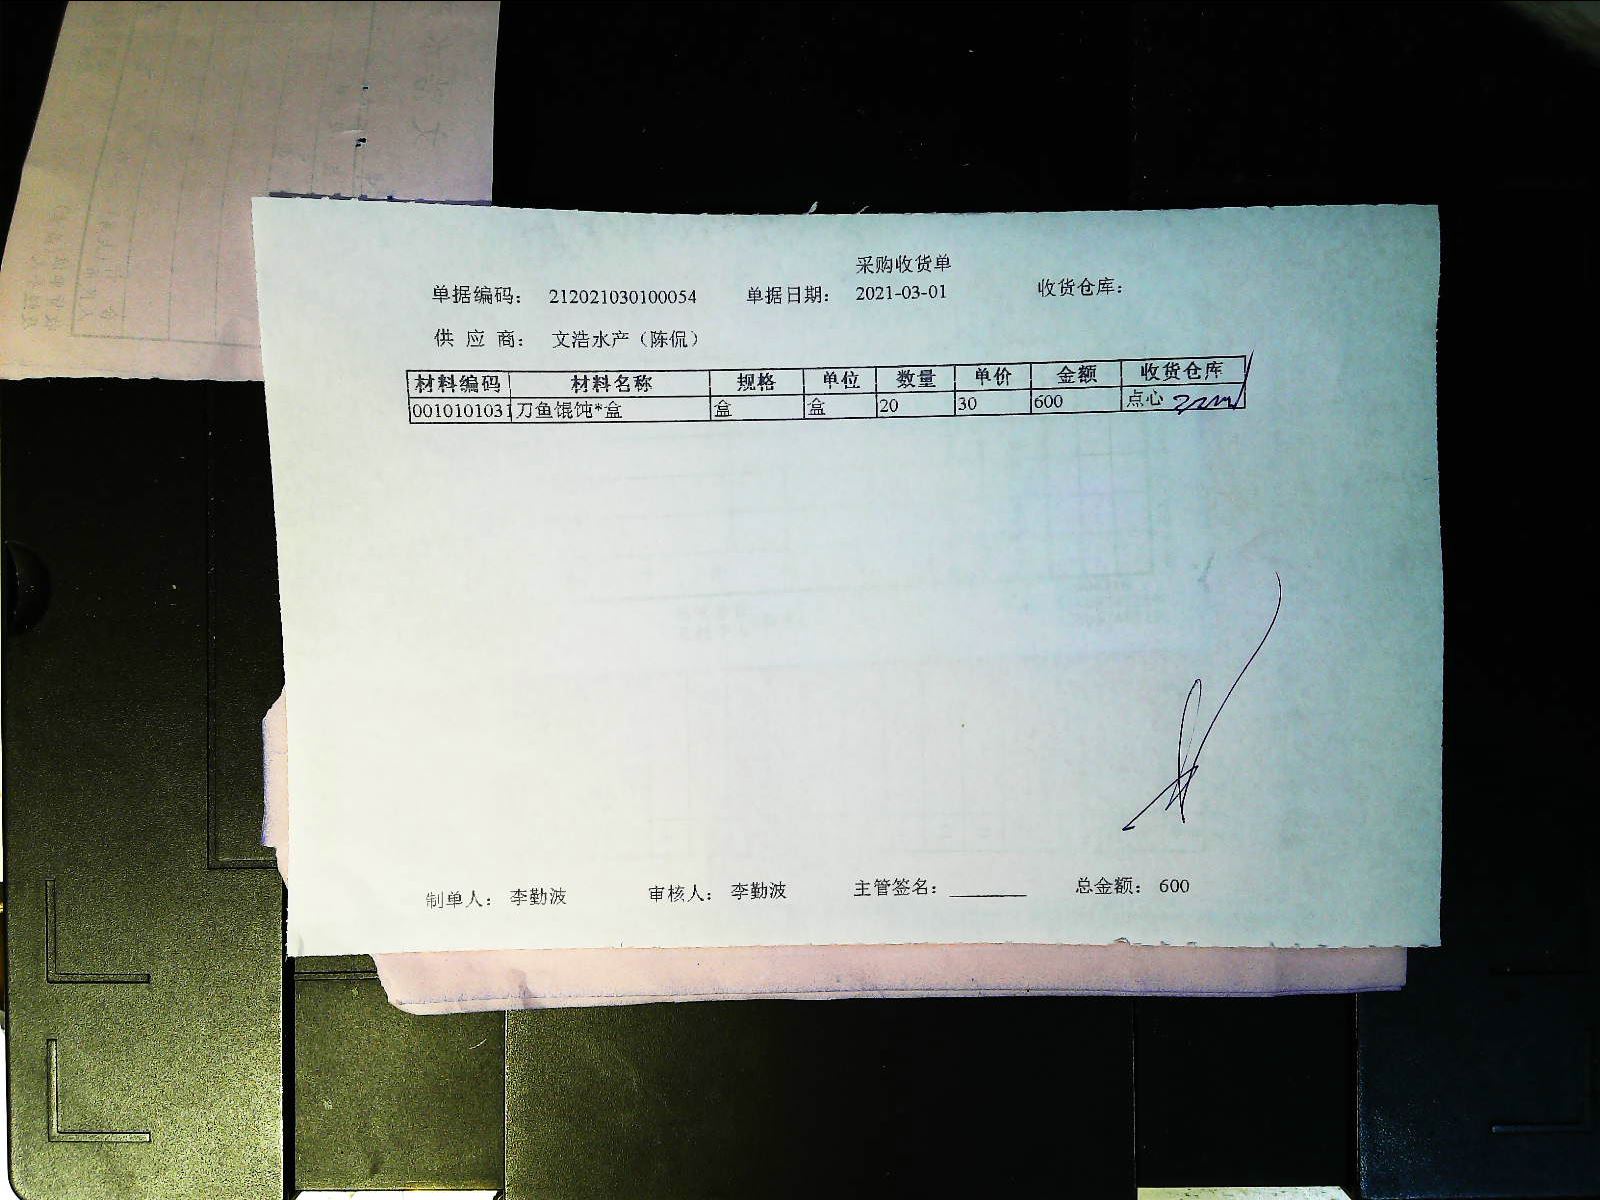 采购收货单
单据编码： 212021030100054 单据日期： 2021-03-01 收货仓库：
供 应 商： 文浩水产（陈侃）
材料编码 材料名称 规格 单位 数量 单价 金额 收货仓库
0010101031 刀鱼馄饨*盒 盒 盒 20 30 600 点心
制单人： 李勤波 审核人： 李勤波 主管签名： 总金额： 600